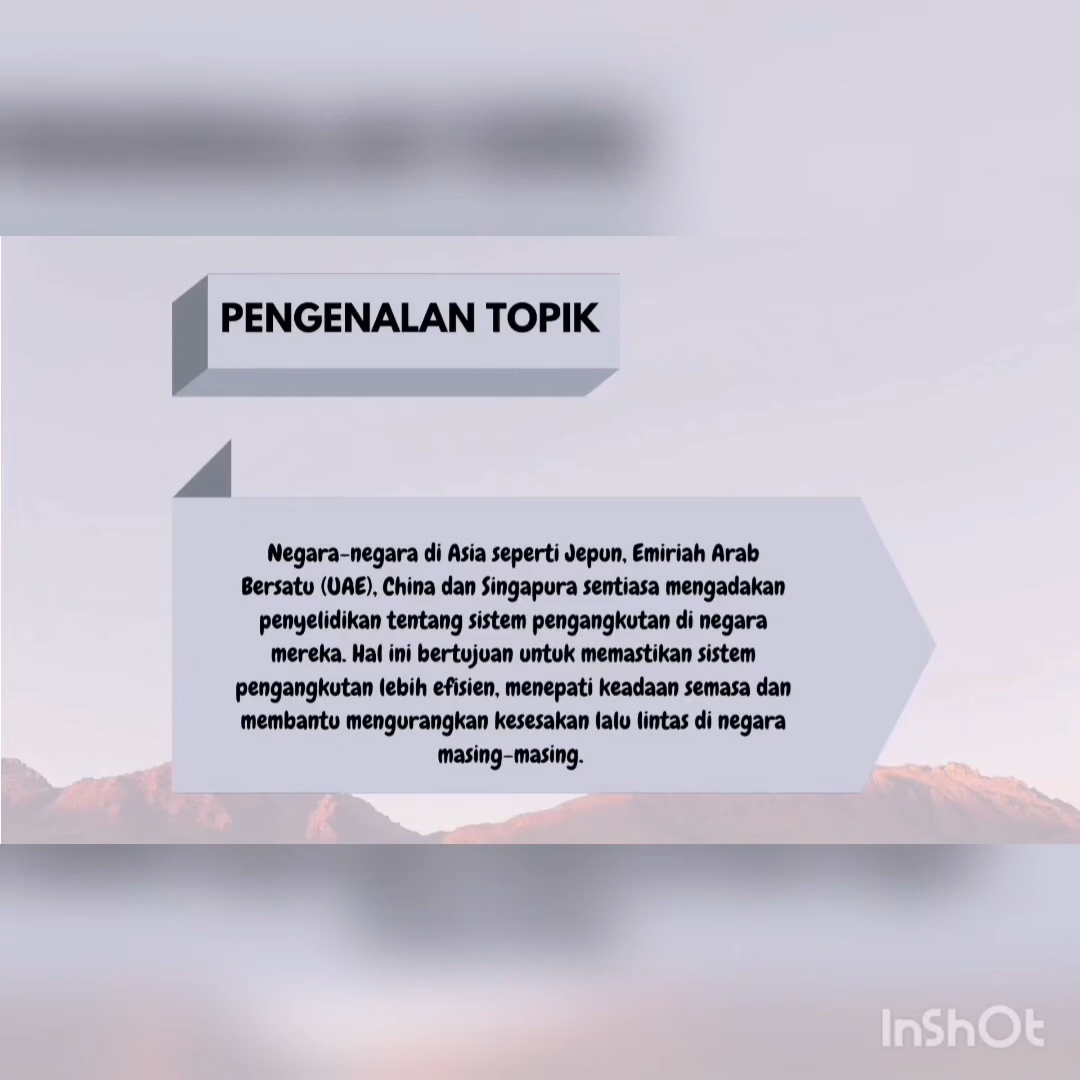 PENGENALAN TOPIK
Negara-negara di Asia seperti Jepun, Emiriah Arab
Bersatu (UAE), China dan Singapura sentiasa mengadakan
penyelidikan tentang sistem pengangkutan di negara
mereka. Hal ini bertujuan untuk memastikan sistem
pengangkutan lebih efisien, menepati keadaan semasa dan
membantu mengurangkan kesesakan lalu lintas di negara
masing-masing.
InShOt